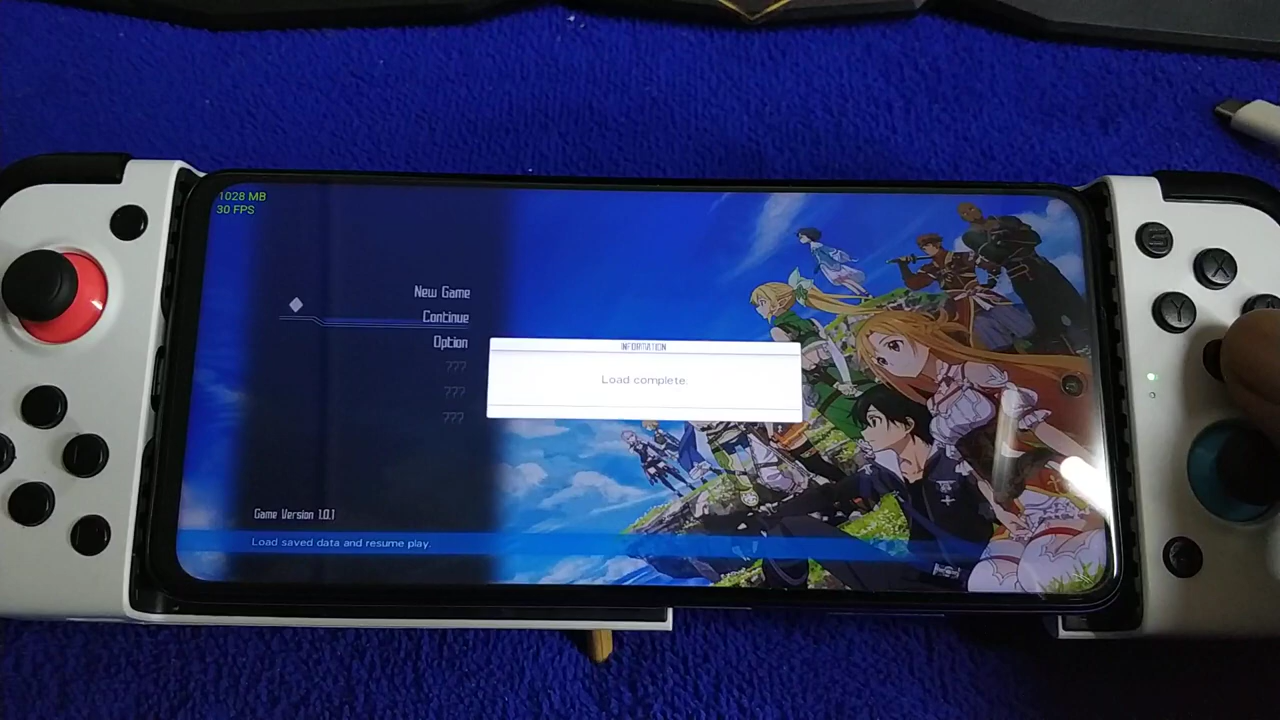 1028 MB
30 FPS
New Game
Continue
Option
???
???
???
INFORMATION
Load complete.
Game Version 1.0.1
Load saved data and resume play.
X
Y